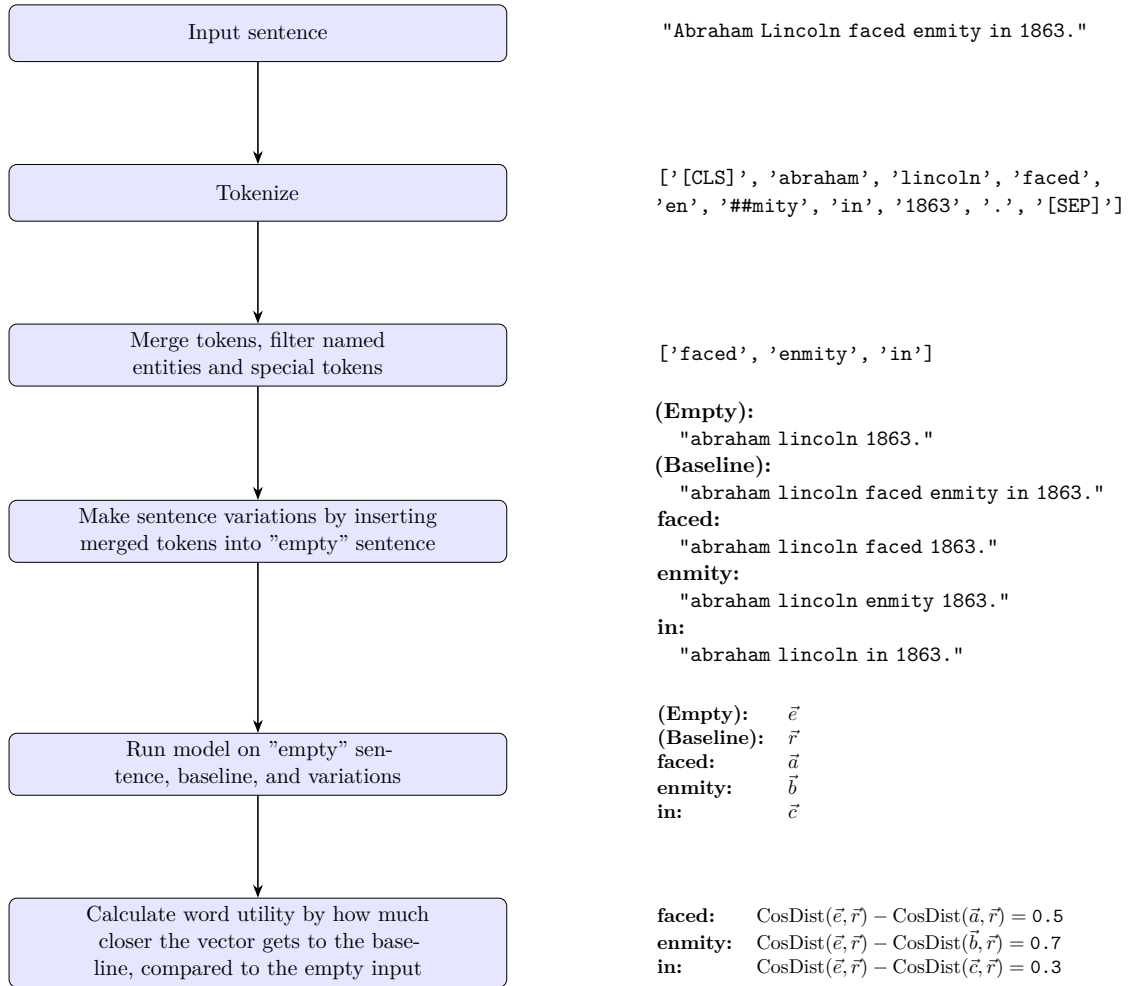 Input sentence
"Abraham Lincoln faced enmity in 1863."
Tokenize
['[CLS]', 'abraham', 'lincoln', 'faced',
'en', '##mity', 'in', '1863', '.', '[SEP]']
Merge tokens, filter named
entities and special tokens
['faced', 'enmity', 'in']
Make sentence variations by inserting
merged tokens into ”empty” sentence
(Empty):
"abraham lincoln 1863."
(Baseline):
"abraham lincoln faced enmity in 1863."
faced:
"abraham lincoln faced 1863."
enmity:
"abraham lincoln enmity 1863."
in:
"abraham lincoln in 1863."
Run model on ”empty” sen-
tence, baseline, and variations
(Empty): e⃗
(Baseline): r⃗
faced: a⃗
enmity: b⃗
in: c⃗
Calculate word utility by how much
closer the vector gets to the base-
line, compared to the empty input
faced: CosDist(e⃗, r⃗) − CosDist(a⃗, r⃗) = 0.5
enmity: CosDist(e⃗, r⃗) − CosDist(b⃗, r⃗) = 0.7
in: CosDist(e⃗, r⃗) − CosDist(c⃗, r⃗) = 0.3